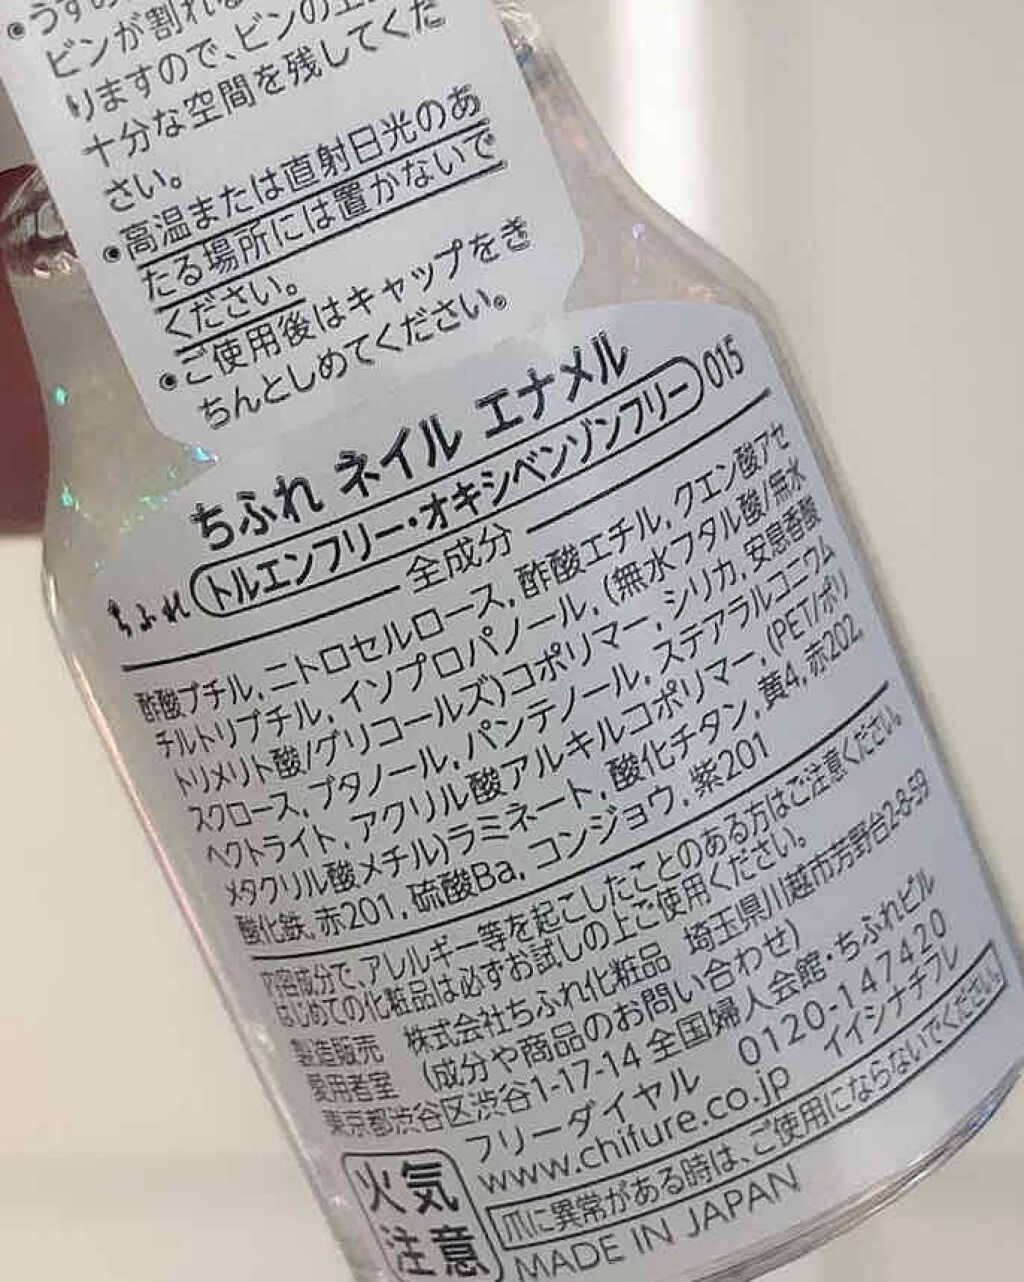 ビンが割れ
りますので、ビンの
十分な空間を残してくだ
さい。
●高温または直射日光のあ
たる場所には置かないで
ください。
●ご使用後はキャップをき
ちんとしめてください。
ちふれ ネイル エナメル
ちふれ トルエンフリー・オキシベンゾンフリー 015
全成分
酢酸ブチル, ニトロセルロース, 酢酸エチル, クエン酸アセ
チルトリブチル, イソプロパノール, (無水フタル酸/無水
トリメリト酸/グリコールズ)コポリマー, シリカ, 安息香酸
スクロース, ブタノール, パンテノール, ステアラルコニウム
ヘクトライト, アクリル酸アルキルコポリマー, (PET/ポリ
メタクリル酸メチル)ラミネート, 酸化チタン, 黄4, 赤202,
酸化鉄, 赤201, 硫酸Ba, コンジョウ, 紫201
内容成分で、アレルギー等を起こしたことのある方はご注意ください。
はじめての化粧品は必ずお試しの上ご使用ください。
製造販売 株式会社ちふれ化粧品 埼玉県川越市芳野台2-8-59
愛用者室 (成分や商品のお問い合わせ)
東京都渋谷区渋谷1-17-14 全国婦人会館・ちふれビル
フリーダイヤル 0120-147420
イイシナチフレ
www.chifure.co.jp
火気
注意
爪に異常がある時は、ご使用にならないでください。
MADE IN JAPAN